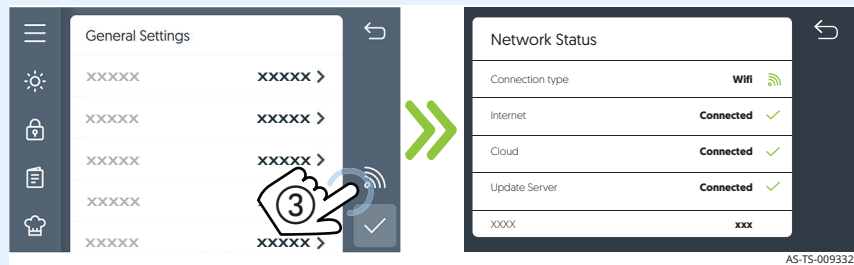 General Settings
xxxxx xxxxx
xxxxx xxxxx
xxxxx xxxxx
xxxxx
xxxxx xxxxx
3
Network Status
Connection type Wifi
Internet Connected
Cloud Connected
Update Server Connected
XXXX xxx
AS-TS-009332